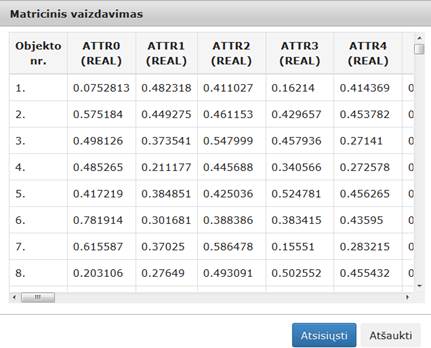 Matricinis vaizdavimas
Objekto nr. ATTR0 (REAL) ATTR1 (REAL) ATTR2 (REAL) ATTR3 (REAL) ATTR4 (REAL)
1. 0.0752813 0.482318 0.411027 0.16214 0.414369 0
2. 0.575184 0.449275 0.461153 0.429657 0.453782 0
3. 0.498126 0.373541 0.547999 0.457936 0.27141 0
4. 0.485265 0.211177 0.445688 0.340566 0.272578 0
5. 0.417219 0.384851 0.425036 0.524781 0.456265 0
6. 0.781914 0.301681 0.388386 0.383415 0.43595 0
7. 0.615587 0.37025 0.586478 0.15551 0.283215 0
8. 0.203106 0.27649 0.493091 0.502552 0.455432 0
Atsisiųsti Atšaukti